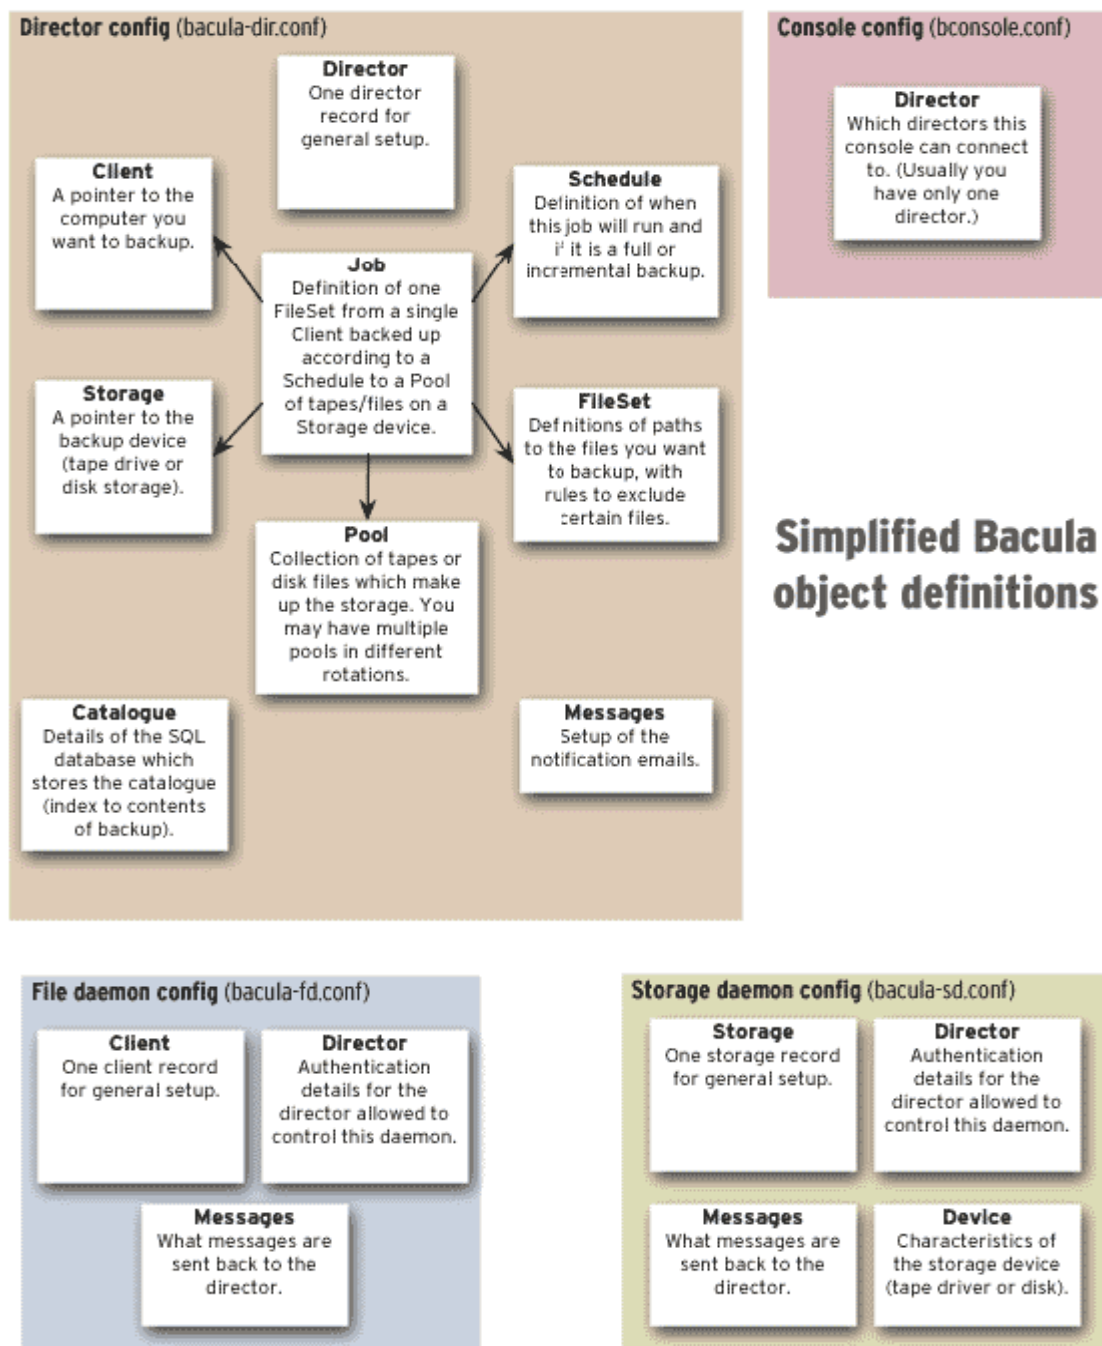 Director config (bacula-dir.conf)
Director
One director
record for
general setup.
Client
A pointer to the
computer you
want to backup.
Schedule
Definition of when
this job will run and
if it is a full or
incremental backup.
Job
Definition of one
FileSet from a single
Client backed up
according to a
Schedule to a Pool
of tapes/files on a
Storage device.
Storage
A pointer to the
backup device
(tape drive or
disk storage).
FileSet
Definitions of paths
to the files you want
to backup, with
rules to exclude
certain files.
Pool
Collection of tapes or
disk files which make
up the storage. You
may have multiple
pools in different
rotations.
Catalogue
Details of the SQL
database which
stores the catalogue
(index to contents
of backup).
Messages
Setup of the
notification emails.
Console config (bconsole.conf)
Director
Which directors this
console can connect
to. (Usually you
have only one
director.)
Simplified Bacula
object definitions
File daemon config (bacula-fd.conf)
Client
One client record
for general setup.
Director
Authentication
details for the
director allowed to
control this daemon.
Messages
What messages are
sent back to the
director.
Storage daemon config (bacula-sd.conf)
Storage
One storage record
for general setup.
Director
Authentication
details for the
director allowed to
control this daemon.
Messages
What messages are
sent back to the
director.
Device
Characteristics of
the storage device
(tape driver or disk).